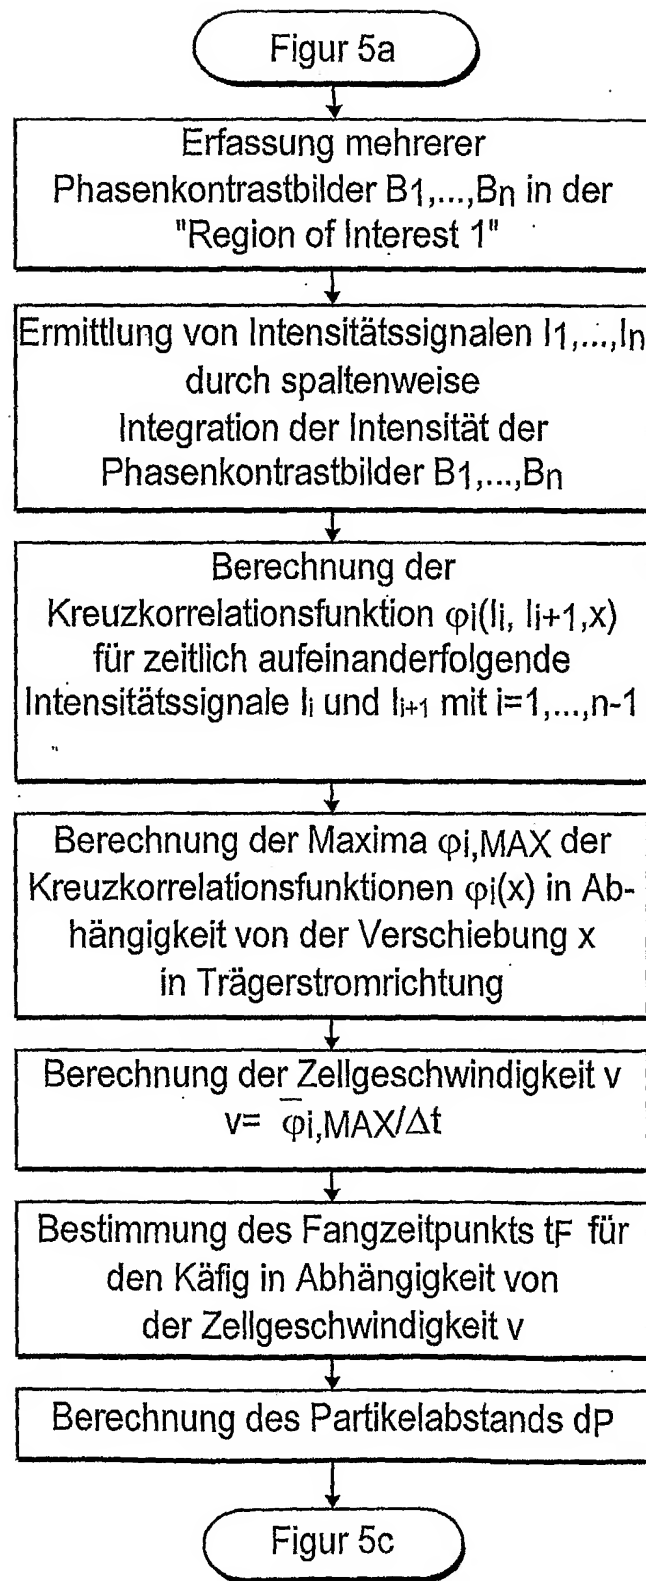 Figur 5a
Erfassung mehrerer
Phasenkontrastbilder B1,...,Bn in der
"Region of Interest 1"
Ermittlung von Intensitätssignalen I1,...,In
durch spaltenweise
Integration der Intensität der
Phasenkontrastbilder B1,...,Bn
Berechnung der
Kreuzkorrelationsfunktion φi(Ii, Ii+1,x)
für zeitlich aufeinanderfolgende
Intensitätssignale Ii und Ii+1 mit i=1,...,n-1
Berechnung der Maxima φi,MAX der
Kreuzkorrelationsfunktionen φi(x) in Ab-
hängigkeit von der Verschiebung x
in Trägerstromrichtung
Berechnung der Zellgeschwindigkeit v
v= φ̅i,MAX/Δt
Bestimmung des Fangzeitpunkts tF für
den Käfig in Abhängigkeit von
der Zellgeschwindigkeit v
Berechnung des Partikelabstands dP
Figur 5c